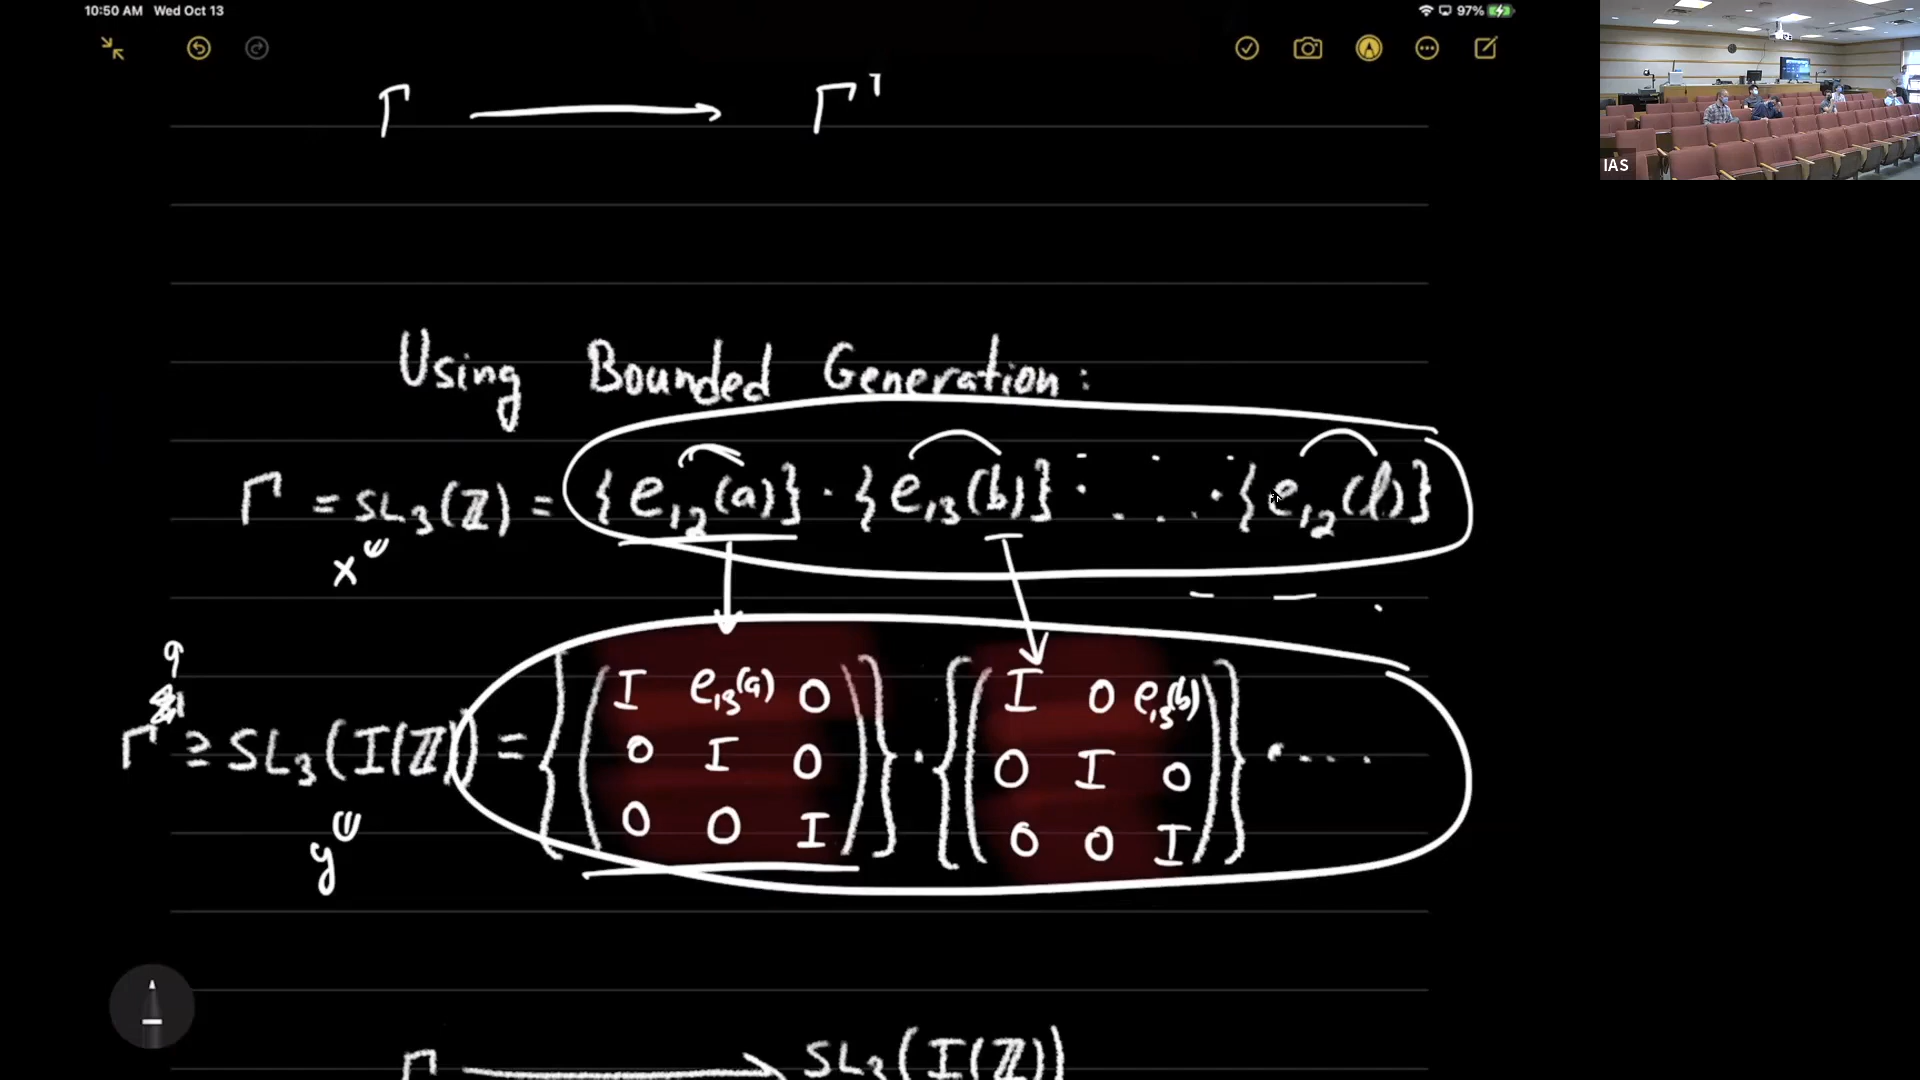 10:50 AM Wed Oct 13
97%
IAS
Γ ⟶ Γ'
Using Bounded Generation:
Γ = SL₃(ℤ) = {e₁₂(a)} · {e₁₃(b)} · . . . · {e₁₂(l)}
x
I e₁₃(a) 0 I 0 e₁₃(b)
Γ ≥ SL₃(I(ℤ)) = { ( 0 I 0 ) } · { ( 0 I 0 ) } · . . .
0 0 I 0 0 I
y
Γ ⟶ SL₃(I(ℤ))